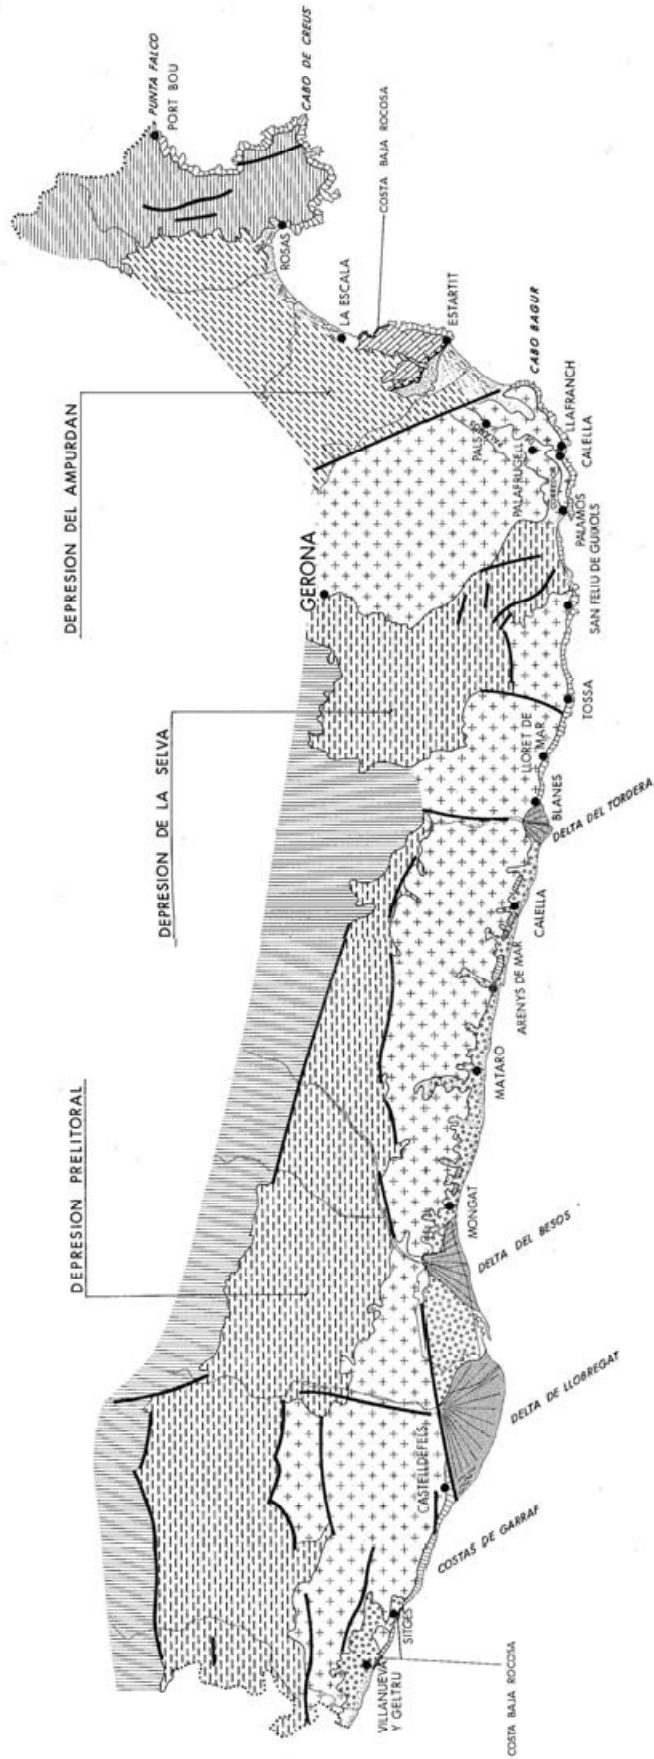 DEPRESION PRELITORAL
DEPRESION DE LA SELVA
DEPRESION DEL AMPURDAN
PUNTA FALCO
PORT BOU
CABO DE CREUS
ROSAS
COSTA BAJA ROCOSA
LA ESCALA
ESTARTIT
CABO BAGUR
PALS
PALAFRUGELL
LLAFRANCH
CALELLA
CORREDOR
PALAMOS
SAN FELIU DE GUIXOLS
GERONA
TOSSA
LLORET DE
MAR
BLANES
DELTA DEL TORDERA
CALELLA
ARENYS DE MAR
MATARO
MONGAT
DELTA DEL BESOS
DELTA DE LLOBREGAT
CASTELLDEFELS
COSTAS DE GARRAF
SITGES
VILLANUEVA
Y GELTRU
COSTA BAJA ROCOSA